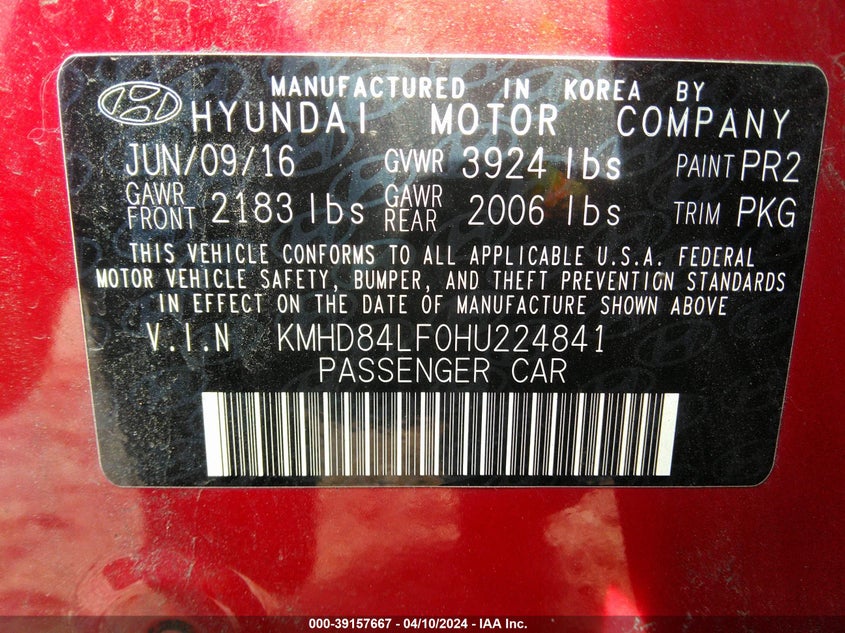 MANUFACTURED IN KOREA BY
HYUNDAI MOTOR COMPANY
JUN/09/16 GVWR 3924 lbs PAINT PR2
GAWR FRONT 2183 lbs GAWR REAR 2006 lbs TRIM PKG
THIS VEHICLE CONFORMS TO ALL APPLICABLE U.S.A. FEDERAL
MOTOR VEHICLE SAFETY, BUMPER, AND THEFT PREVENTION STANDARDS
IN EFFECT ON THE DATE OF MANUFACTURE SHOWN ABOVE
V.I.N KMHD84LF0HU224841
PASSENGER CAR
000-39157667 - 04/10/2024 - IAA Inc.